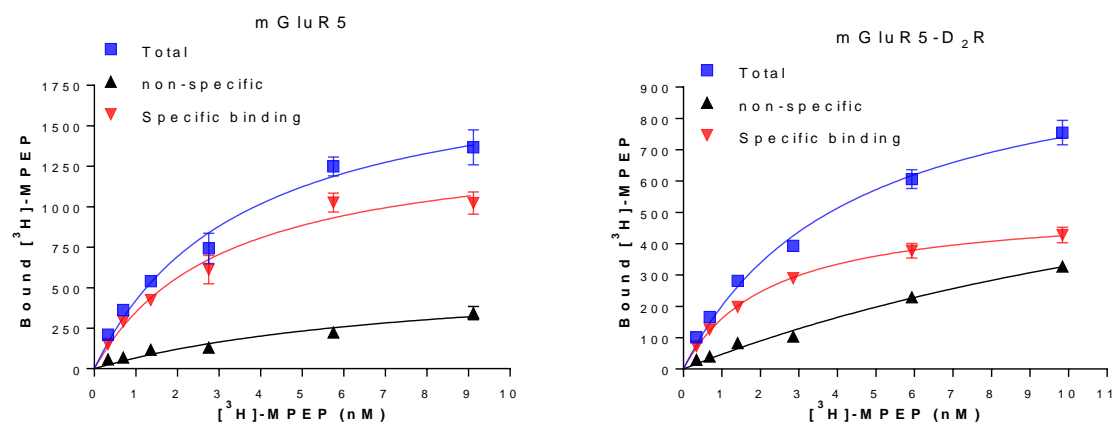 mGluR5
Total
non-specific
Specific binding
1750
1500
1250
1000
750
500
250
0
Bound [³H]-MPEP
0 1 2 3 4 5 6 7 8 9 10
[³H]-MPEP (nM)
mGluR5-D₂R
Total
non-specific
Specific binding
900
800
700
600
500
400
300
200
100
0
Bound [³H]-MPEP
0 1 2 3 4 5 6 7 8 9 10 11
[³H]-MPEP (nM)